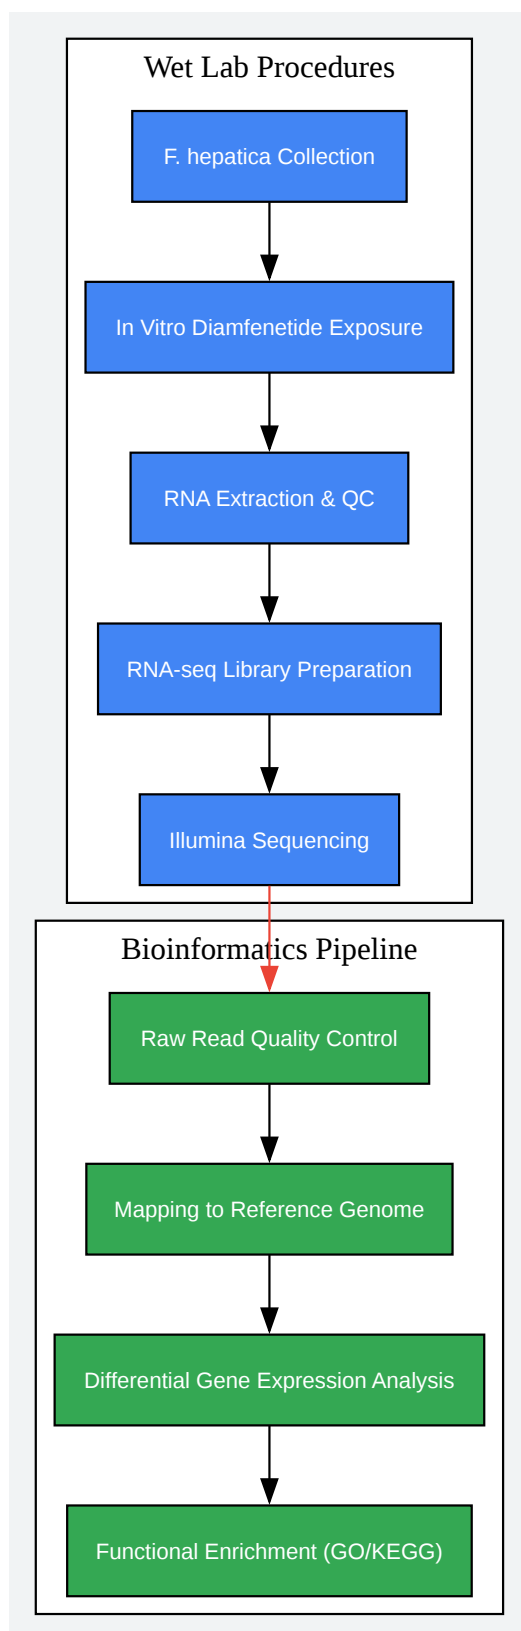 Wet Lab Procedures
F. hepatica Collection
In Vitro Diamfenetide Exposure
RNA Extraction & QC
RNA-seq Library Preparation
Illumina Sequencing
Bioinformatics Pipeline
Raw Read Quality Control
Mapping to Reference Genome
Differential Gene Expression Analysis
Functional Enrichment (GO/KEGG)